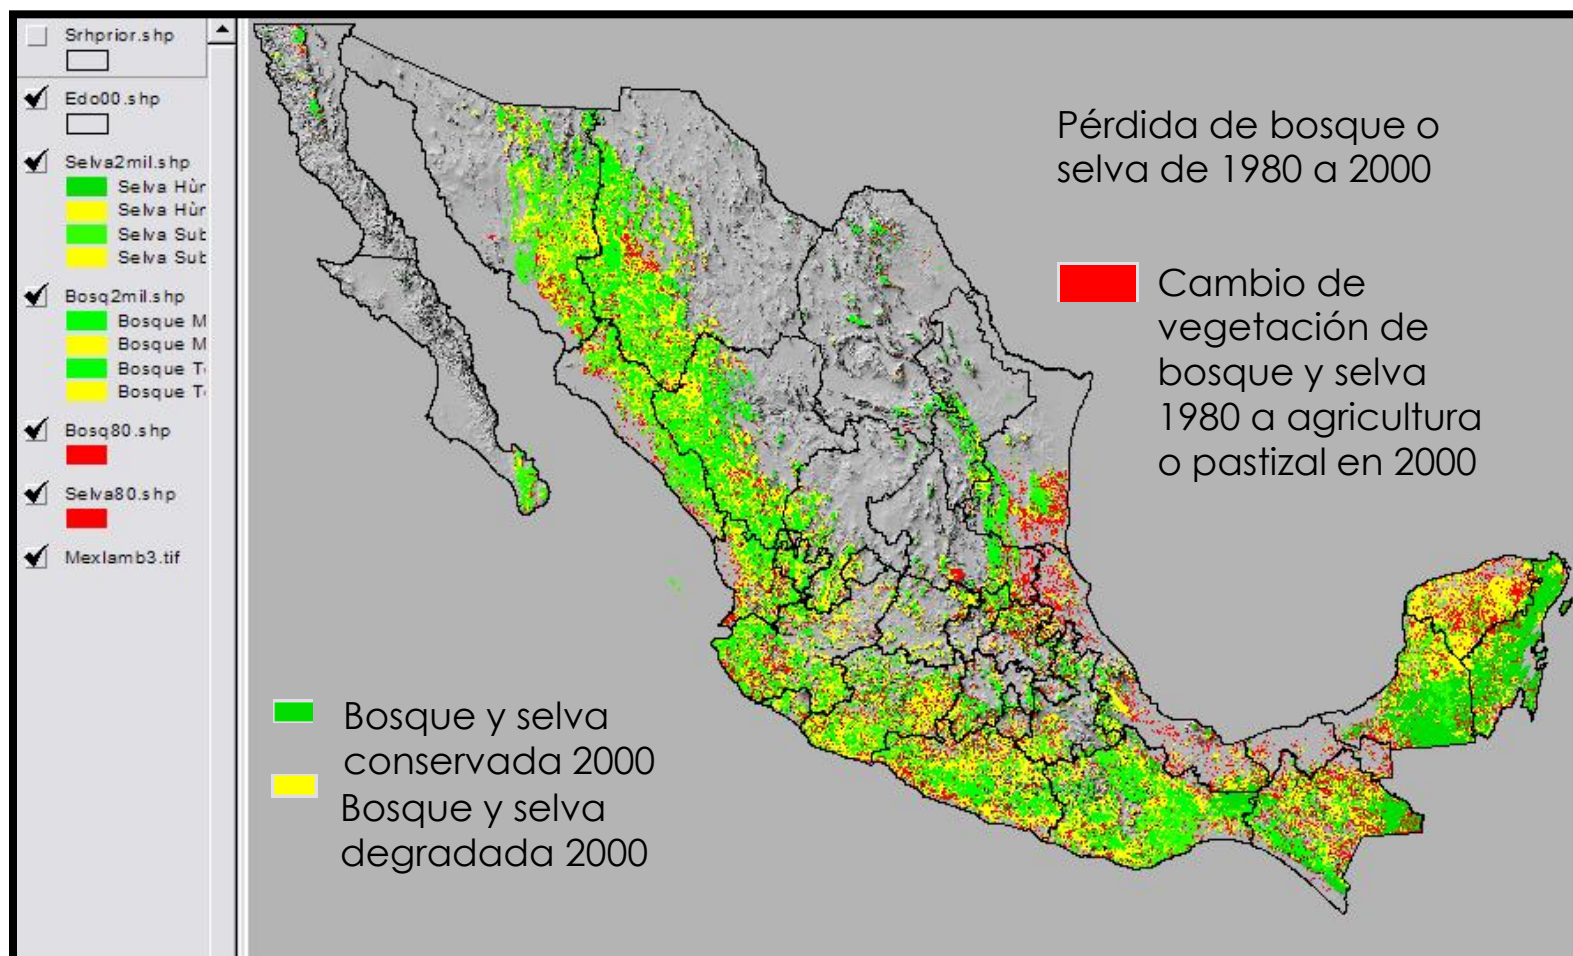 Srhprior.shp
Edo00.shp
Selva2mil.shp
Selva Hùr
Selva Hùr
Selva Sub
Selva Sub
Bosq2mil.shp
Bosque M
Bosque M
Bosque T
Bosque T
Bosq80.shp
Selva80.shp
Mexlamb3.tif
Pérdida de bosque o
selva de 1980 a 2000
Cambio de
vegetación de
bosque y selva
1980 a agricultura
o pastizal en 2000
Bosque y selva
conservada 2000
Bosque y selva
degradada 2000